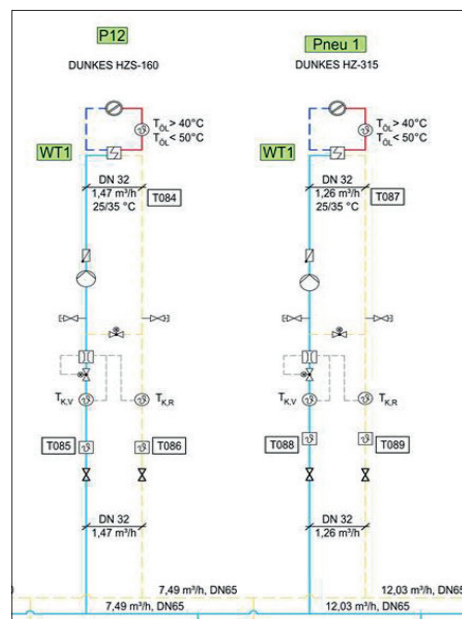 P12
DUNKES HZS-160
T_ÖL > 40°C
T_ÖL < 50°C
WT1
DN 32
1,47 m³/h
25/35 °C
T084
T_K,V
T_K,R
T085
T086
DN 32
1,47 m³/h
7,49 m³/h, DN65
7,49 m³/h, DN65
Pneu 1
DUNKES HZ-315
T_ÖL > 40°C
T_ÖL < 50°C
WT1
DN 32
1,26 m³/h
25/35 °C
T087
T_K,V
T_K,R
T088
T089
DN 32
1,26 m³/h
12,03 m³/h, DN65
12,03 m³/h, DN65